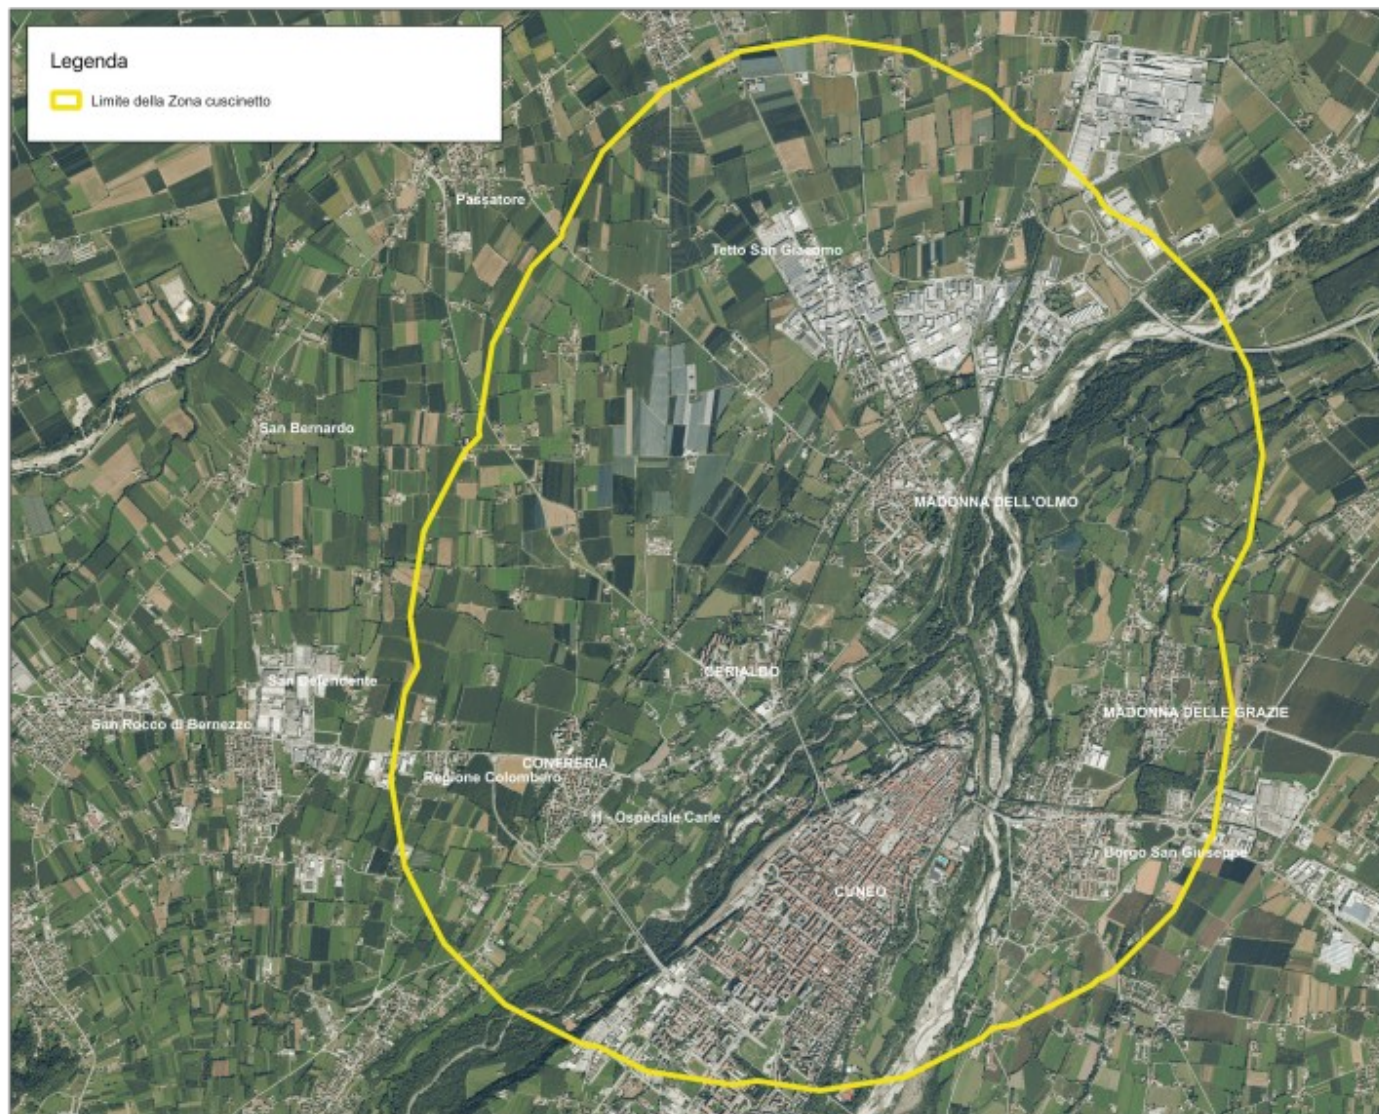 Legenda
Limite della Zona cuscinetto
Passatore
Tetto San Giacomo
San Bernardo
MADONNA DELL'OLMO
CERIALDO
San Defendente
San Rocco di Bernezzo
MADONNA DELLE GRAZIE
CONFRERIA
Regione Colombero
H - Ospedale Carle
Borgo San Giuseppe
CUNEO